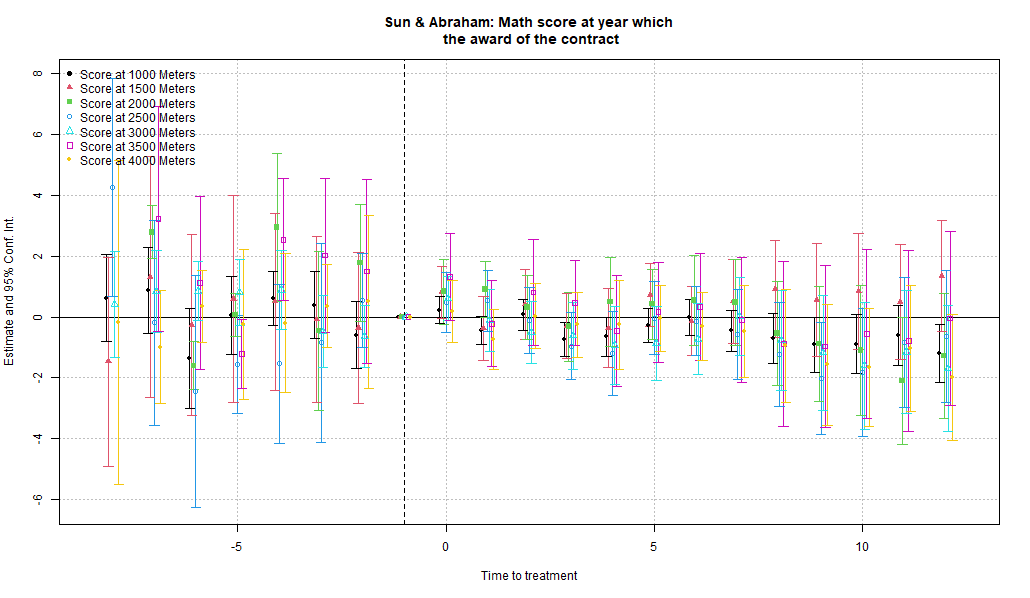 Sun & Abraham: Math score at year which
the award of the contract
Score at 1000 Meters
Score at 1500 Meters
Score at 2000 Meters
Score at 2500 Meters
Score at 3000 Meters
Score at 3500 Meters
Score at 4000 Meters
Estimate and 95% Conf. Int.
8
6
4
2
0
-2
-4
-6
-5
0
5
10
Time to treatment